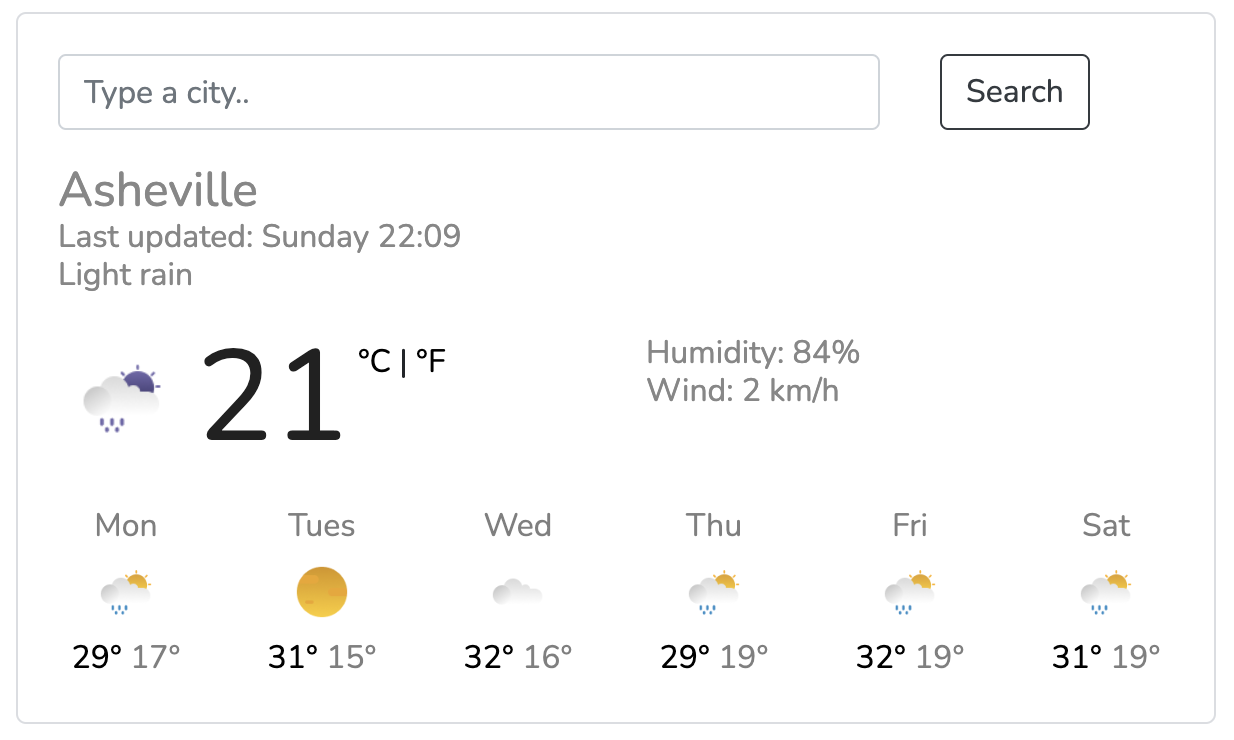 Type a city..
Search
Asheville
Last updated: Sunday 22:09
Light rain
21 °C | °F
Humidity: 84%
Wind: 2 km/h
Mon Tues Wed Thu Fri Sat
29° 17° 31° 15° 32° 16° 29° 19° 32° 19° 31° 19°